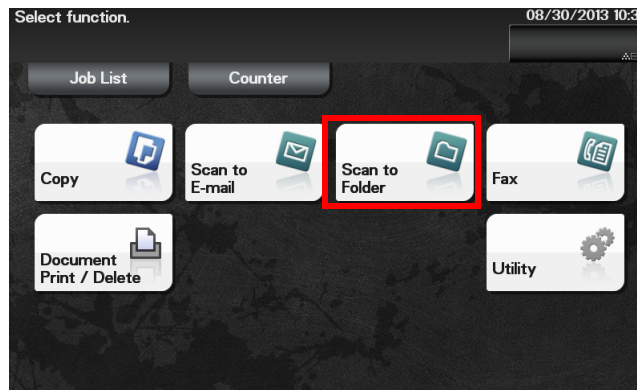 Select function.
08/30/2013 10:3
Job List
Counter
Copy
Scan to
E-mail
Scan to
Folder
Fax
Document
Print / Delete
Utility